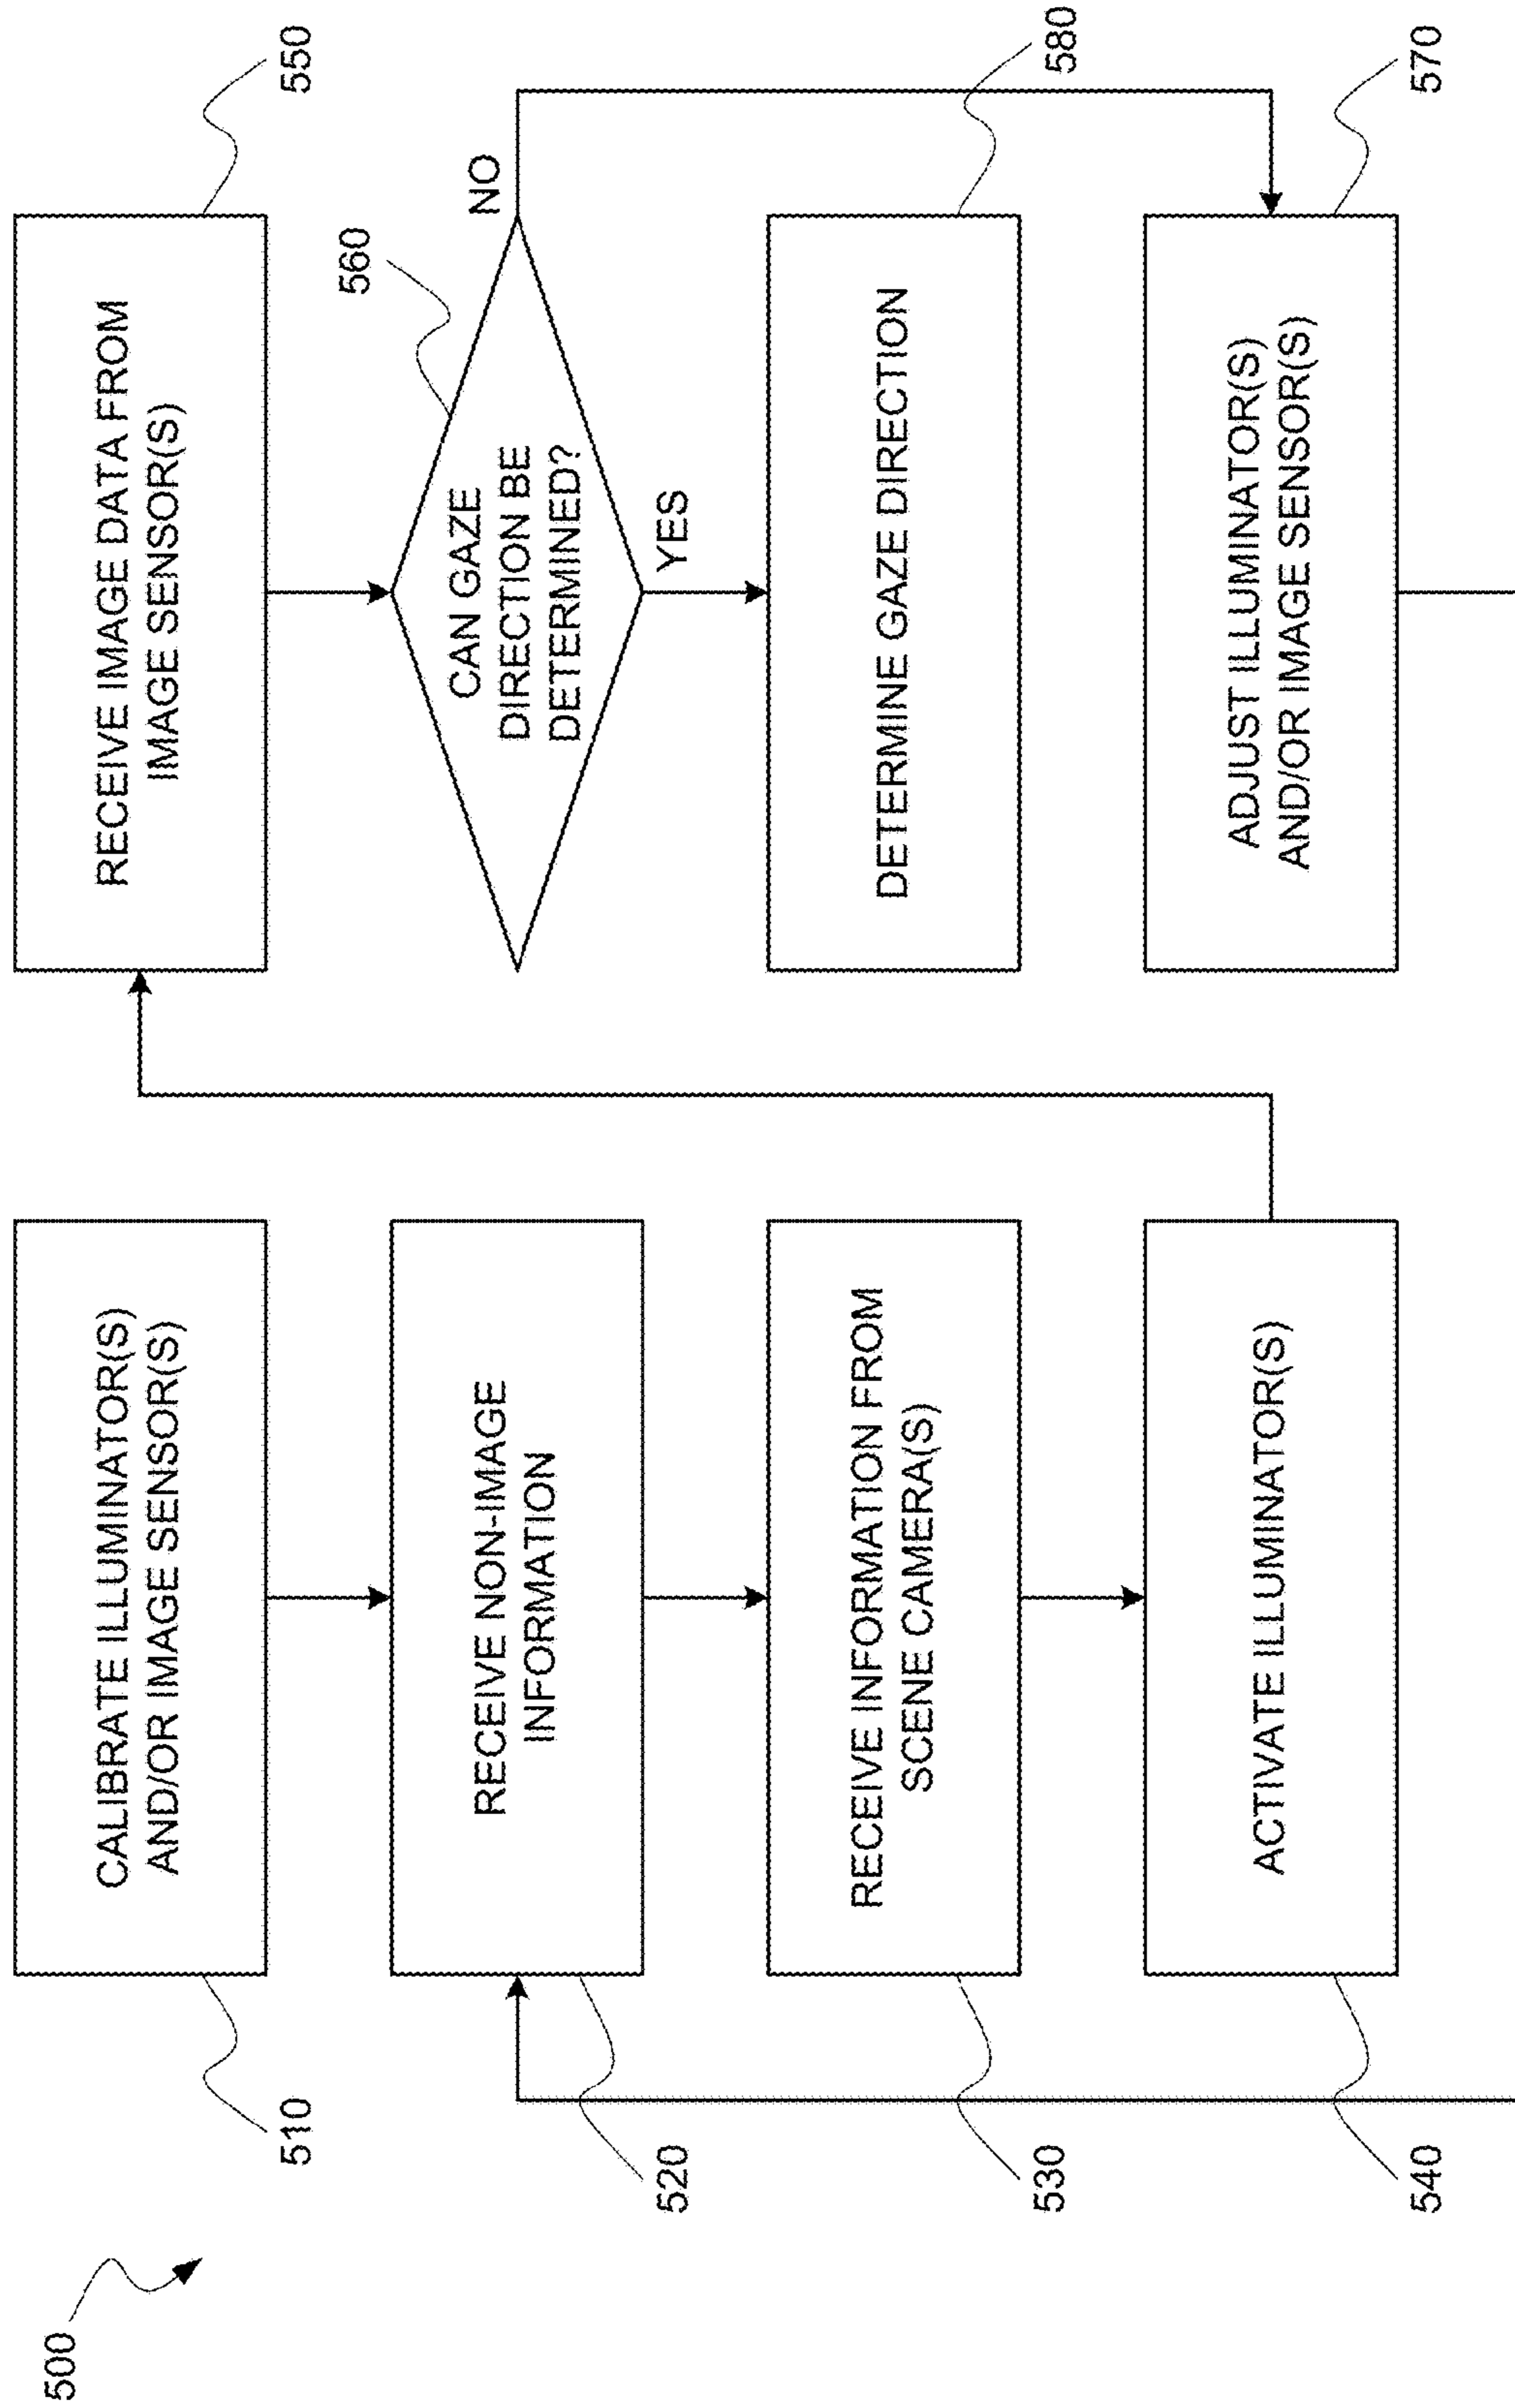 500
510
CALIBRATE ILLUMINATOR(S)
AND/OR IMAGE SENSOR(S)
520
RECEIVE NON-IMAGE
INFORMATION
530
RECEIVE INFORMATION FROM
SCENE CAMERA(S)
540
ACTIVATE ILLUMINATOR(S)
550
RECEIVE IMAGE DATA FROM
IMAGE SENSOR(S)
560
CAN GAZE
DIRECTION BE
DETERMINED?
NO
YES
580
DETERMINE GAZE DIRECTION
570
ADJUST ILLUMINATOR(S)
AND/OR IMAGE SENSOR(S)